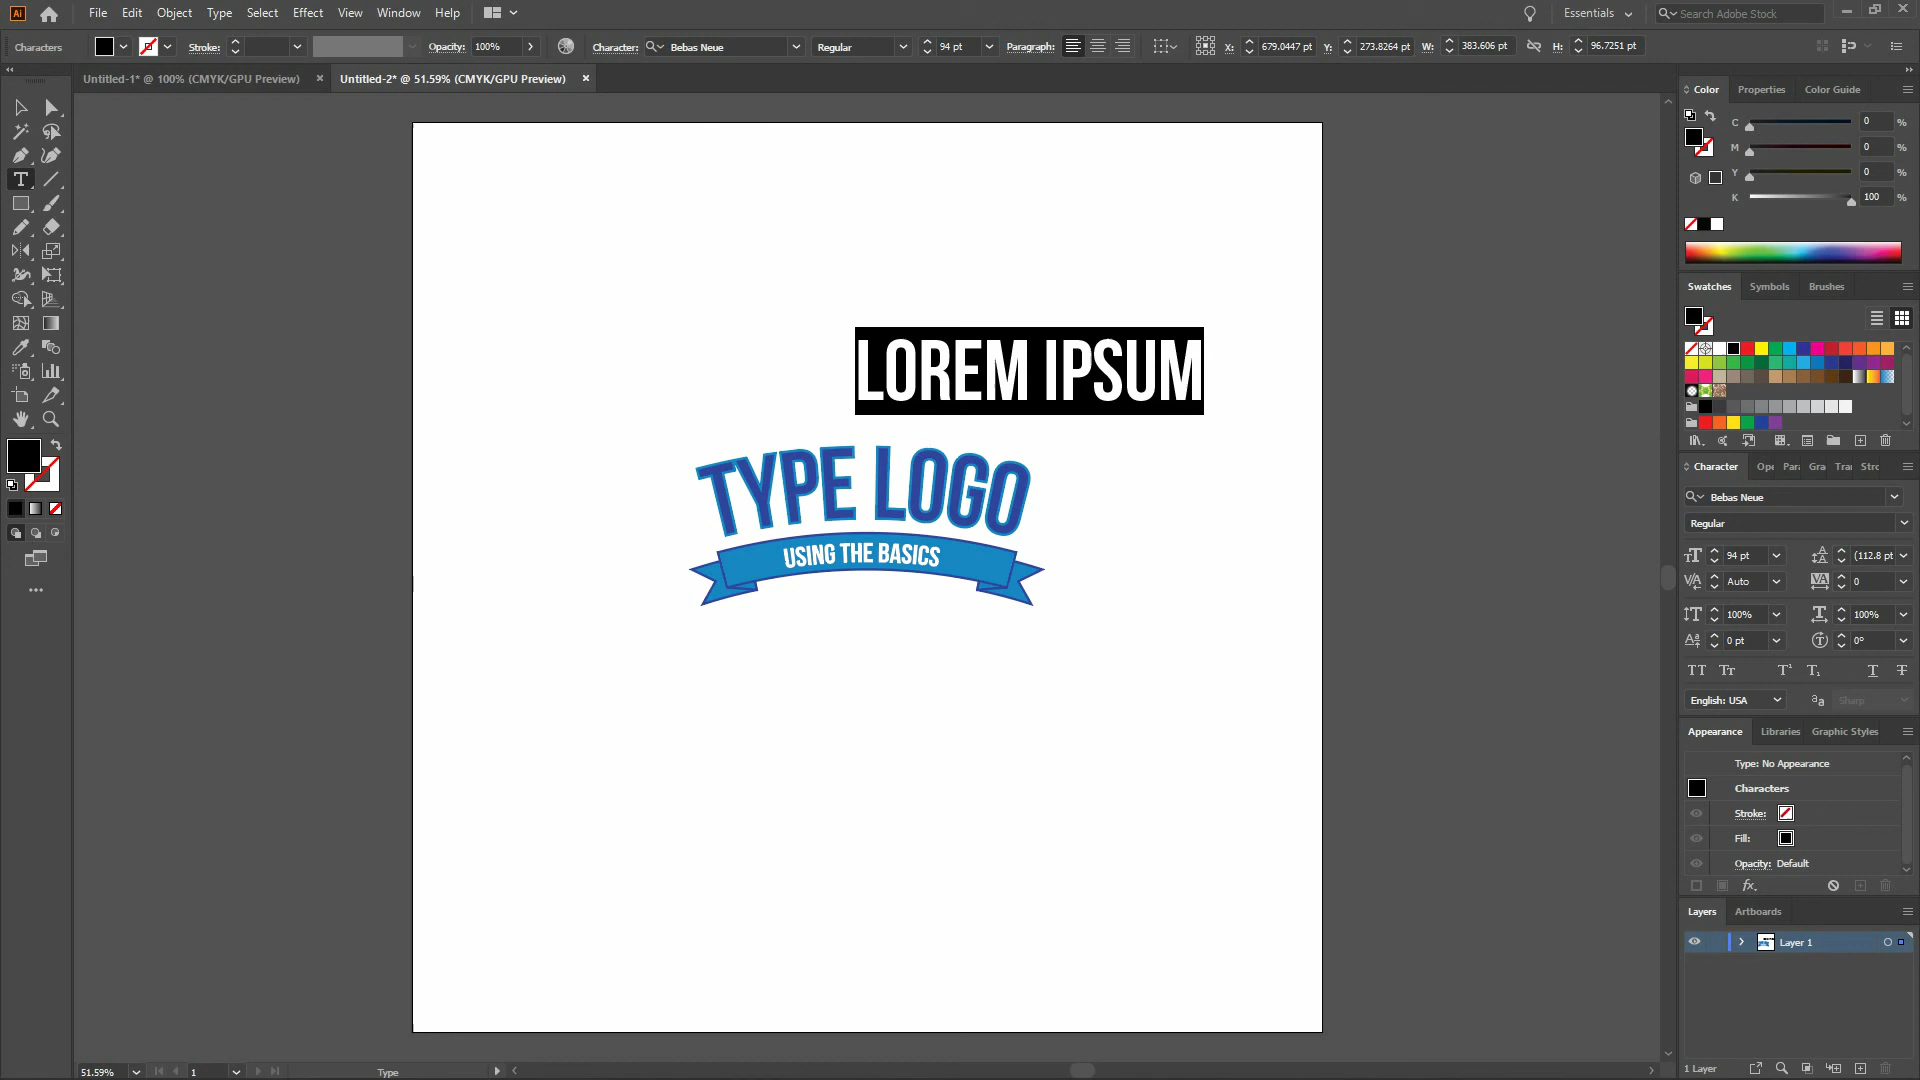 Ai File Edit Object Type Select Effect View Window Help Essentials Search Adobe Stock
Characters Stroke: Opacity: 100% Character: Bebas Neue Regular 94 pt Paragraph: X: 679.0447 pt Y: 273.8264 pt W: 383.606 pt H: 96.7251 pt
Untitled-1* @ 100% (CMYK/GPU Preview) × Untitled-2* @ 51.59% (CMYK/GPU Preview) ×
Color Properties Color Guide
C 0 %
M 0 %
Y 0 %
K 100 %
Swatches Symbols Brushes
LOREM IPSUM
TYPE LOGO
USING THE BASICS
Character Ope Para Gra Tra Stro
Bebas Neue
Regular
94 pt (112.8 pt
Auto 0
100% 100%
0 pt 0°
English: USA Sharp
Appearance Libraries Graphic Styles
Type: No Appearance
Characters
Stroke:
Fill:
Opacity: Default
fx
Layers Artboards
Layer 1
1 Layer
51.59% 1 Type